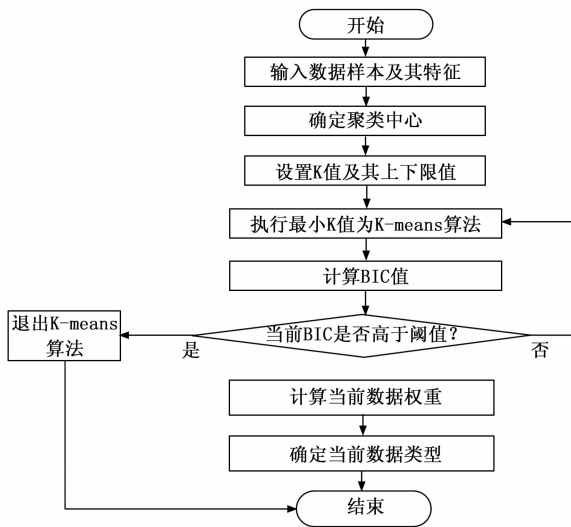 开始
输入数据样本及其特征
确定聚类中心
设置K值及其上下限值
执行最小K值为K-means算法
计算BIC值
当前BIC是否高于阈值？
是
否
退出K-means
算法
计算当前数据权重
确定当前数据类型
结束